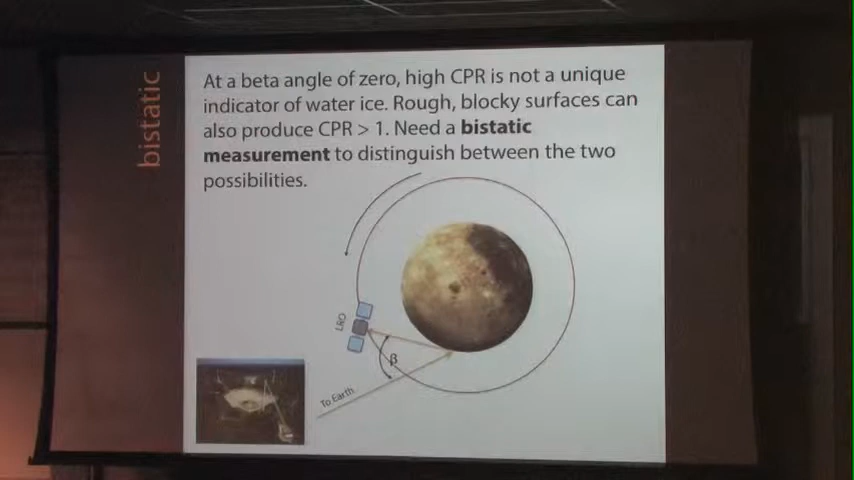 bistatic
At a beta angle of zero, high CPR is not a unique
indicator of water ice. Rough, blocky surfaces can
also produce CPR > 1. Need a bistatic
measurement to distinguish between the two
possibilities.
LRO
β
To Earth